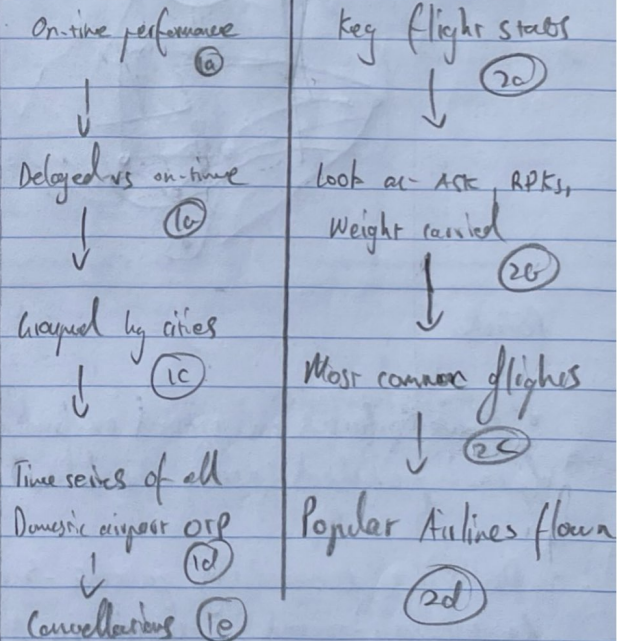 On-time performance
1a
Delayed vs on-time
1b
Grouped by cities
1c
Time series of all
Domestic airport OTP
1d
Cancellations 1e
Key flight stats
2a
Look at ASK, RPKs,
Weight carried
2b
Most common flights
2c
Popular Airlines flown
2d